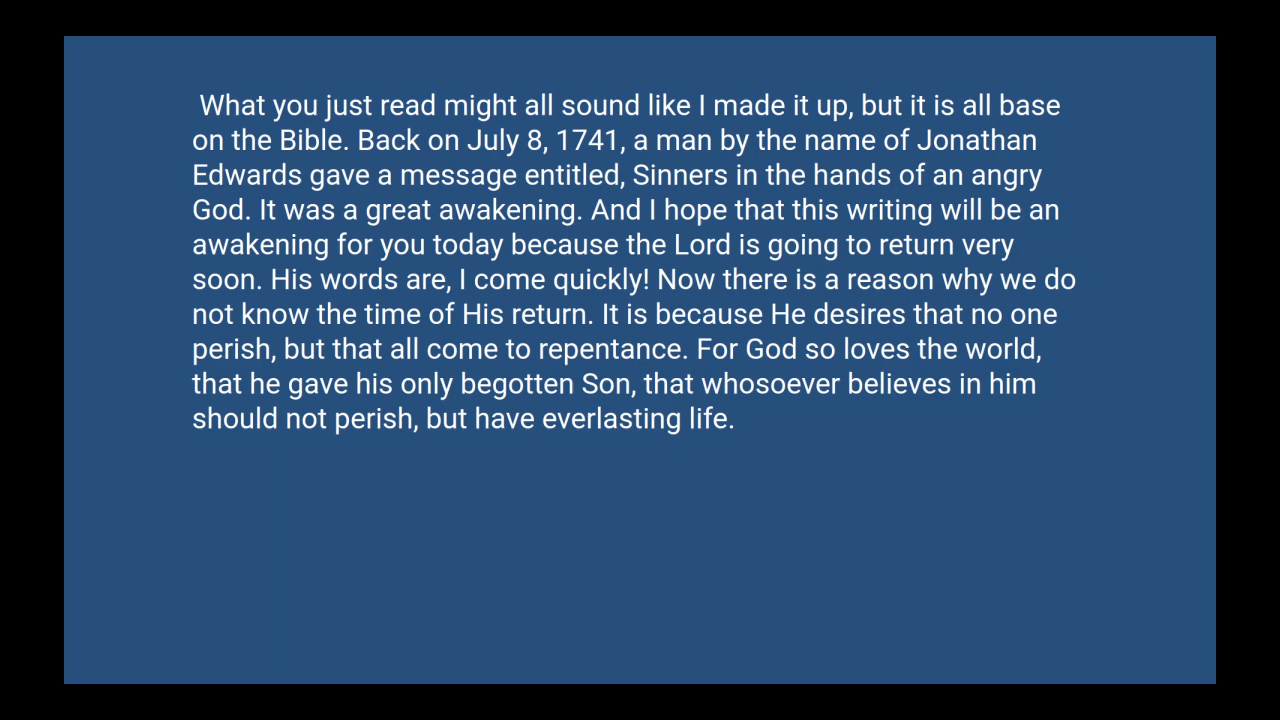 What you just read might all sound like I made it up, but it is all base
on the Bible. Back on July 8, 1741, a man by the name of Jonathan
Edwards gave a message entitled, Sinners in the hands of an angry
God. It was a great awakening. And I hope that this writing will be an
awakening for you today because the Lord is going to return very
soon. His words are, I come quickly! Now there is a reason why we do
not know the time of His return. It is because He desires that no one
perish, but that all come to repentance. For God so loves the world,
that he gave his only begotten Son, that whosoever believes in him
should not perish, but have everlasting life.